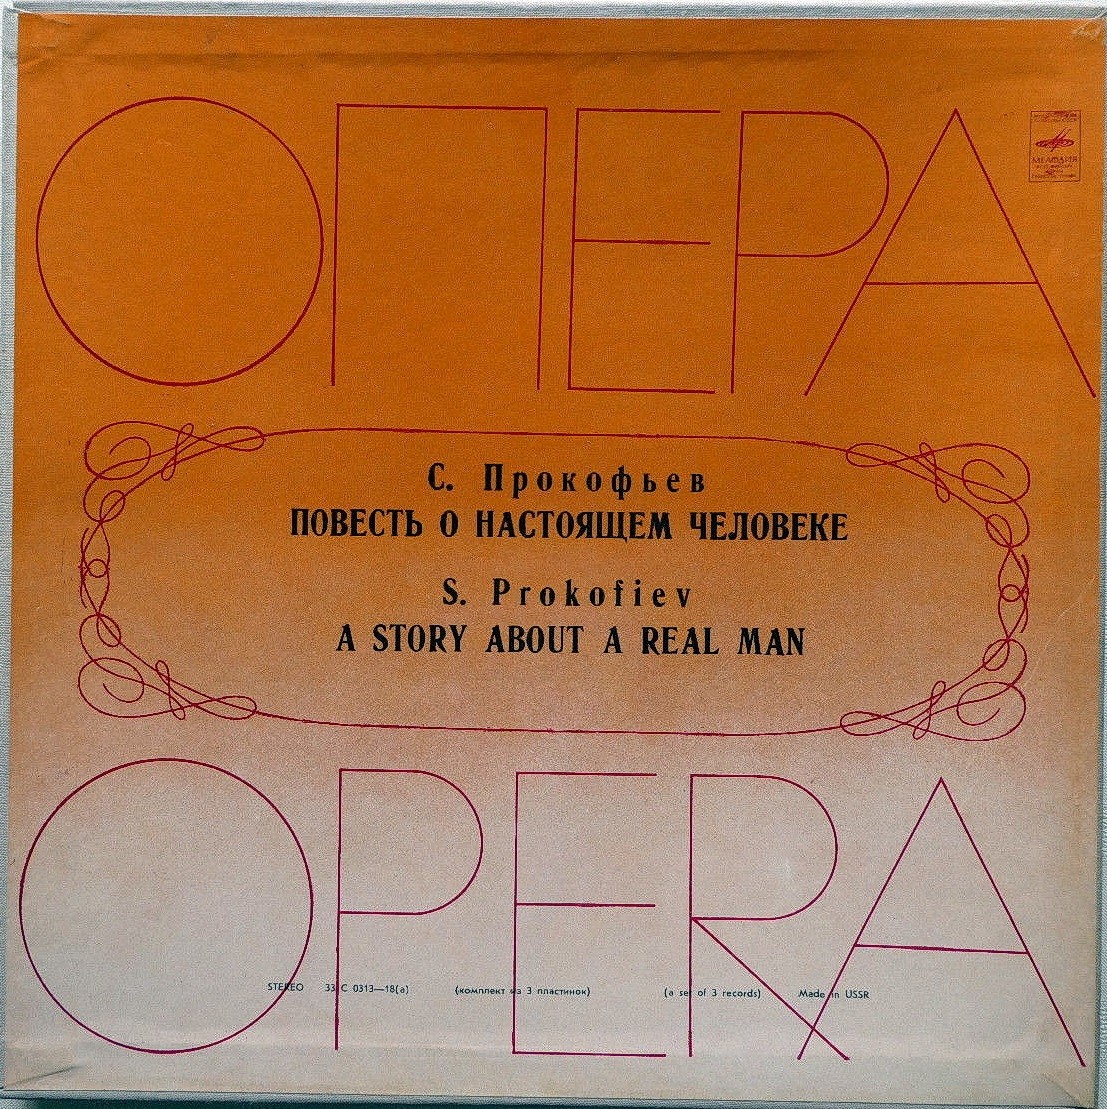 ОПЕРА
МЕЛОДИЯ
С. Прокофьев
ПОВЕСТЬ О НАСТОЯЩЕМ ЧЕЛОВЕКЕ
S. Prokofiev
A STORY ABOUT A REAL MAN
OPERA
STEREO 33 С 0313—18(а) (комплект из 3 пластинок) (a set of 3 records) Made in USSR